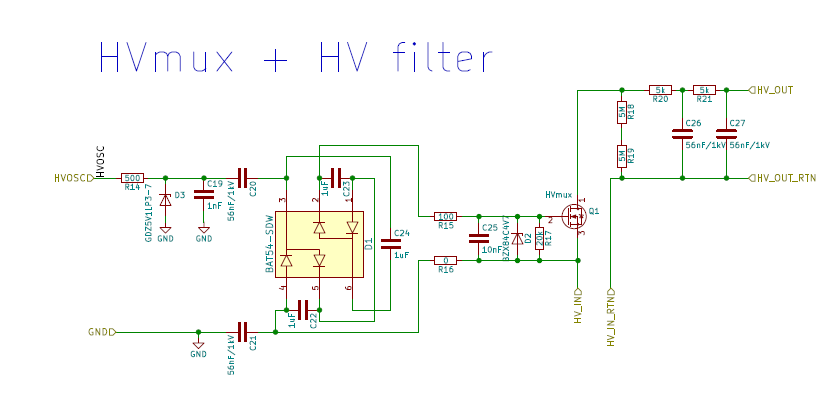 HVmux + HV filter
HV_OUT
5k
R20
5k
R21
5M
R18
C26
56nF/1kV
C27
56nF/1kV
5M
R19
HV_OUT_RTN
HVOSC
HVOSC
500
R14
GDZ5V1LP3-7
D3
GND
C19
1nF
GND
56nF/1kV
C20
1uF
C23
3
2
1
BAT54-SDW
D1
4
5
6
C24
1uF
1uF
C22
GND
GND
56nF/1kV
C21
100
R15
0
R16
C25
10nF
BZX84C4V7
D2
20k
R17
HVmux
Q1
1
2
3
HV_IN
HV_IN_RTN